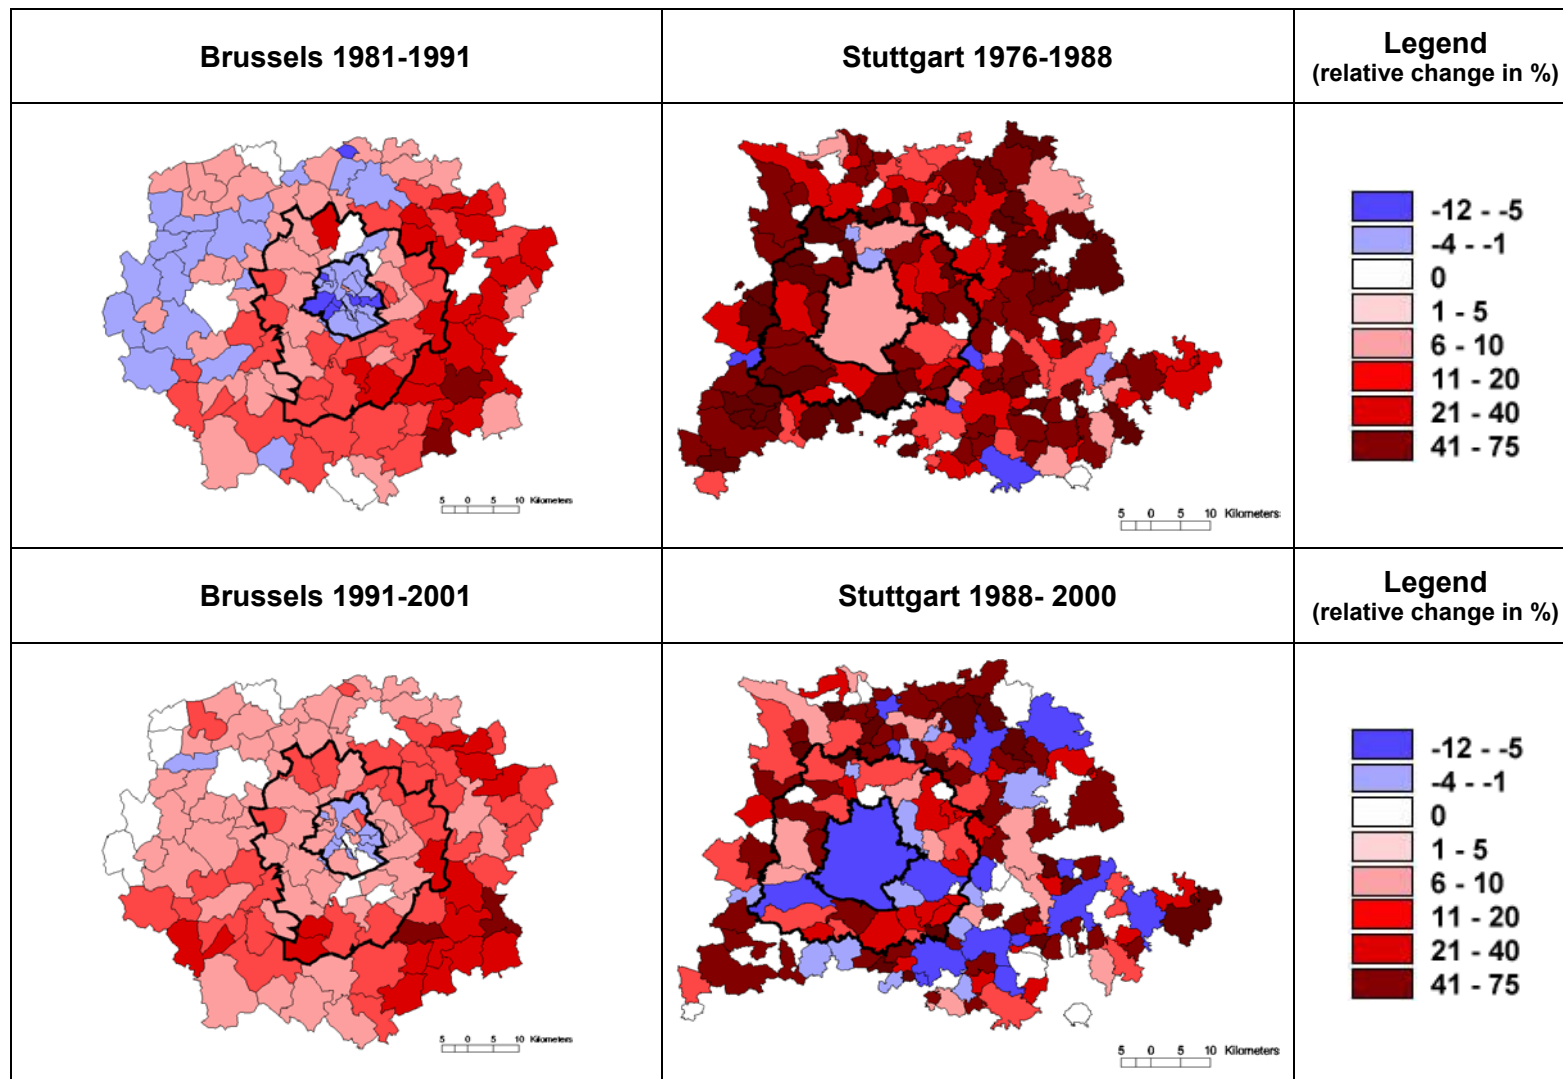 Brussels 1981-1991
Stuttgart 1976-1988
Legend
(relative change in %)
5 0 5 10 Kilometers
5 0 5 10 Kilometers
-12 - -5
-4 - -1
0
1 - 5
6 - 10
11 - 20
21 - 40
41 - 75
Brussels 1991-2001
Stuttgart 1988- 2000
Legend
(relative change in %)
5 0 5 10 Kilometers
5 0 5 10 Kilometers
-12 - -5
-4 - -1
0
1 - 5
6 - 10
11 - 20
21 - 40
41 - 75